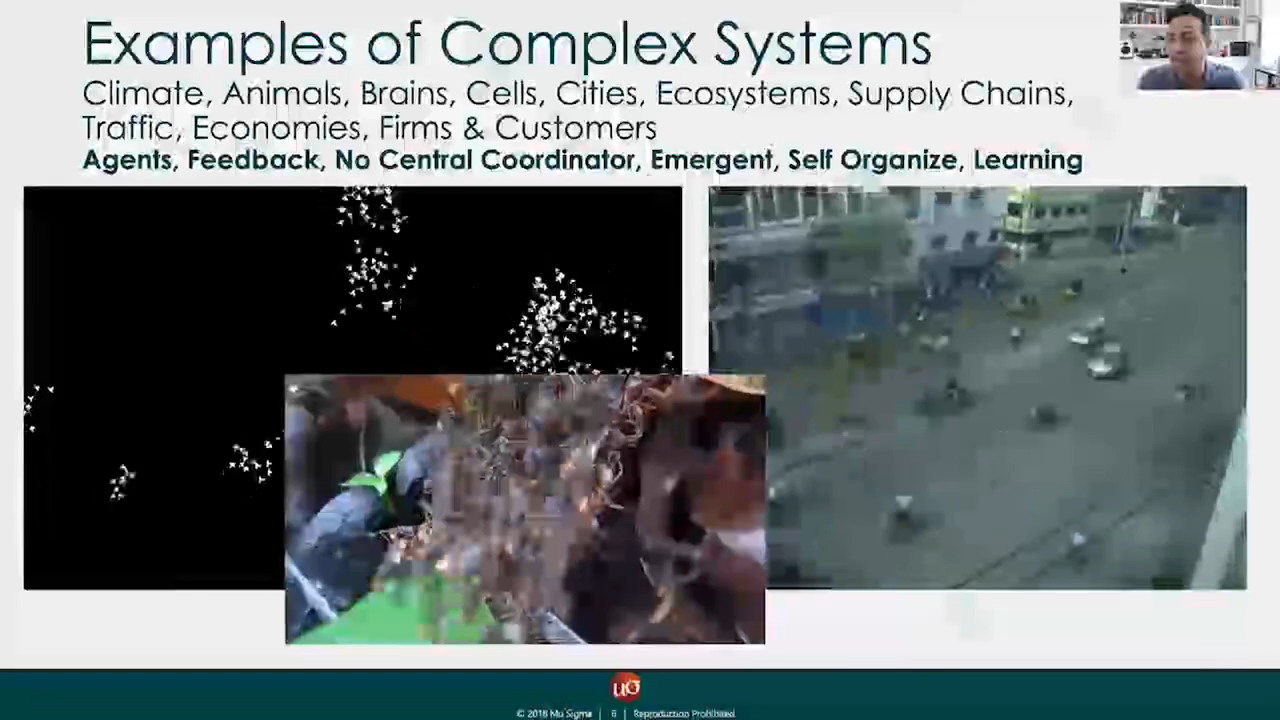 Examples of Complex Systems
Climate, Animals, Brains, Cells, Cities, Ecosystems, Supply Chains,
Traffic, Economies, Firms & Customers
Agents, Feedback, No Central Coordinator, Emergent, Self Organize, Learning
© 2018 Mu Sigma | 6 | Reproduction Prohibited